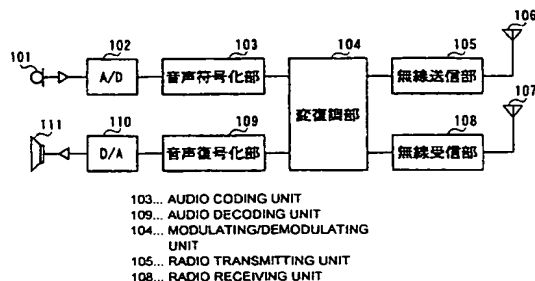 106
101
102
103
104
105
A/D
音声符号化部
無線送信部
変復調部
107
111
110
109
108
D/A
音声復号化部
無線受信部
103... AUDIO CODING UNIT
109... AUDIO DECODING UNIT
104... MODULATING/DEMODULATING
UNIT
105... RADIO TRANSMITTING UNIT
108... RADIO RECEIVING UNIT